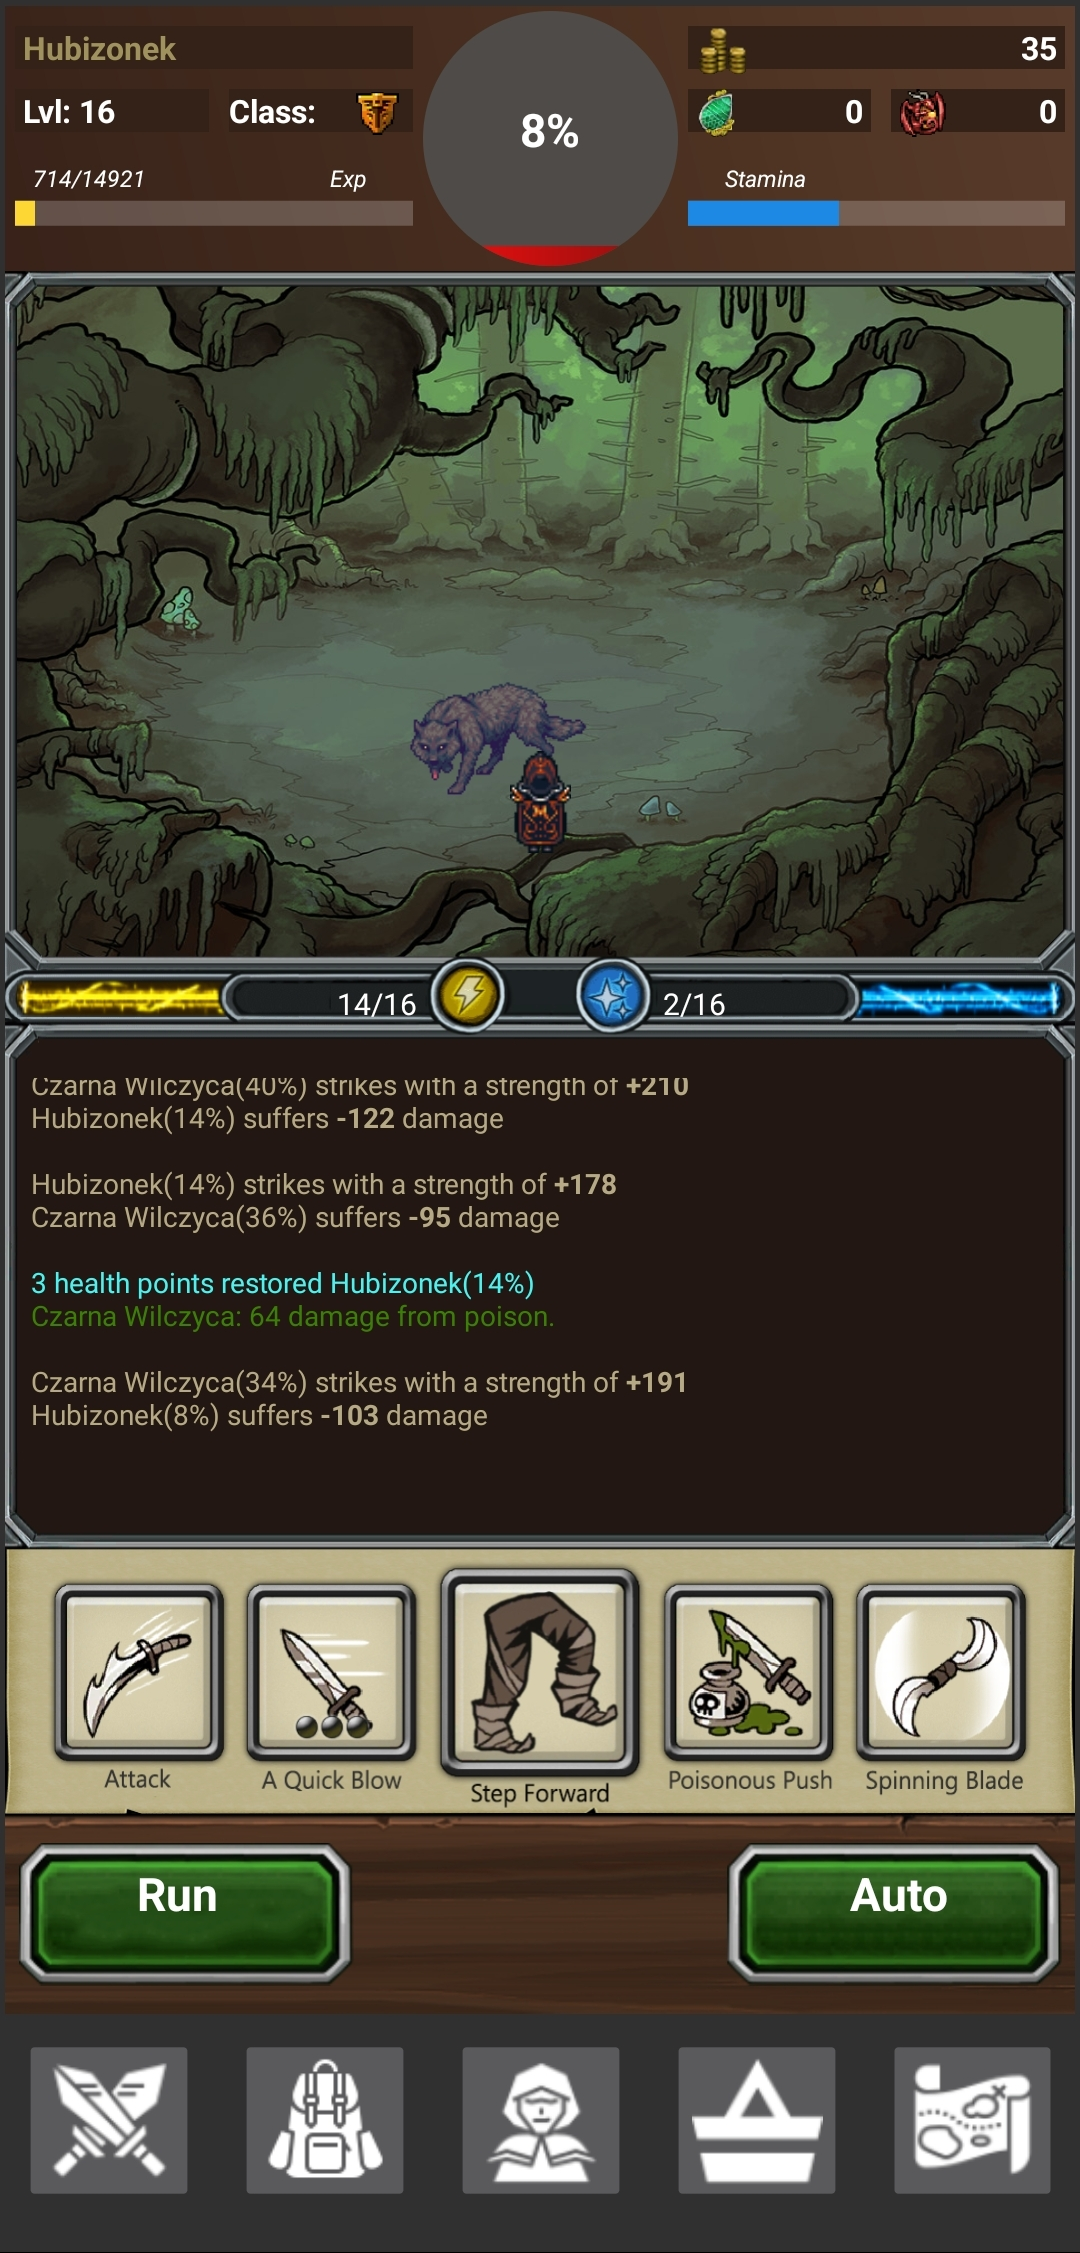 Hubizonek
8%
35
Lvl: 16
Class:
0
0
714/14921
Exp
Stamina
14/16
2/16
Czarna Wilczyca(40%) strikes with a strength of +210
Hubizonek(14%) suffers -122 damage
Hubizonek(14%) strikes with a strength of +178
Czarna Wilczyca(36%) suffers -95 damage
3 health points restored Hubizonek(14%)
Czarna Wilczyca: 64 damage from poison.
Czarna Wilczyca(34%) strikes with a strength of +191
Hubizonek(8%) suffers -103 damage
Attack
A Quick Blow
Step Forward
Poisonous Push
Spinning Blade
Run
Auto